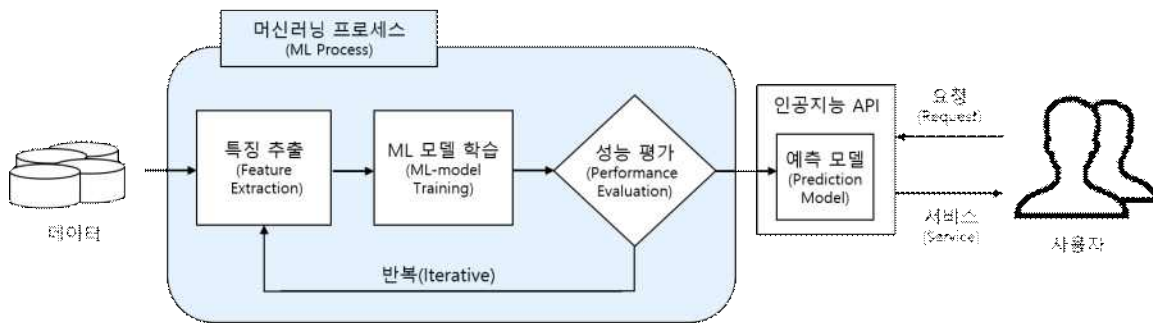 머신러닝 프로세스
(ML Process)
데이터
특징 추출
(Feature
Extraction)
ML 모델 학습
(ML-model
Training)
성능 평가
(Performance
Evaluation)
반복(Iterative)
인공지능 API
예측 모델
(Prediction
Model)
요청
(Request)
서비스
(Service)
사용자